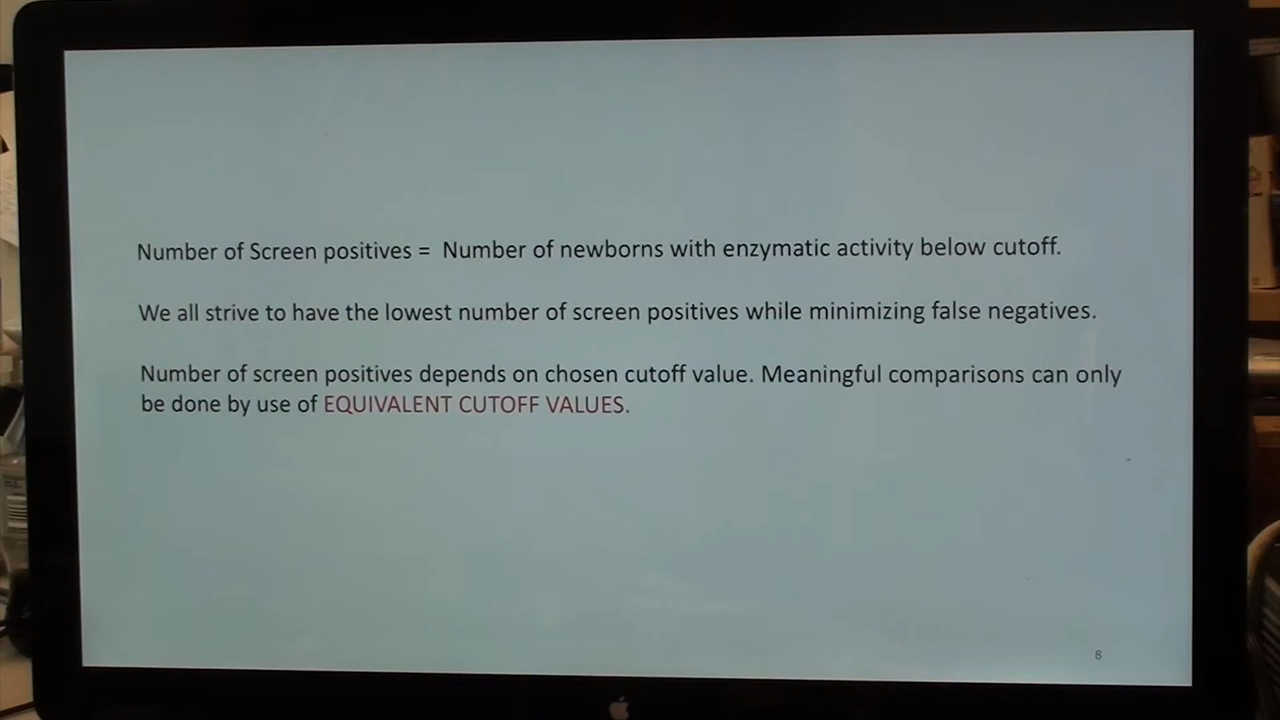 Number of Screen positives = Number of newborns with enzymatic activity below cutoff.
We all strive to have the lowest number of screen positives while minimizing false negatives.
Number of screen positives depends on chosen cutoff value. Meaningful comparisons can only
be done by use of EQUIVALENT CUTOFF VALUES.
8